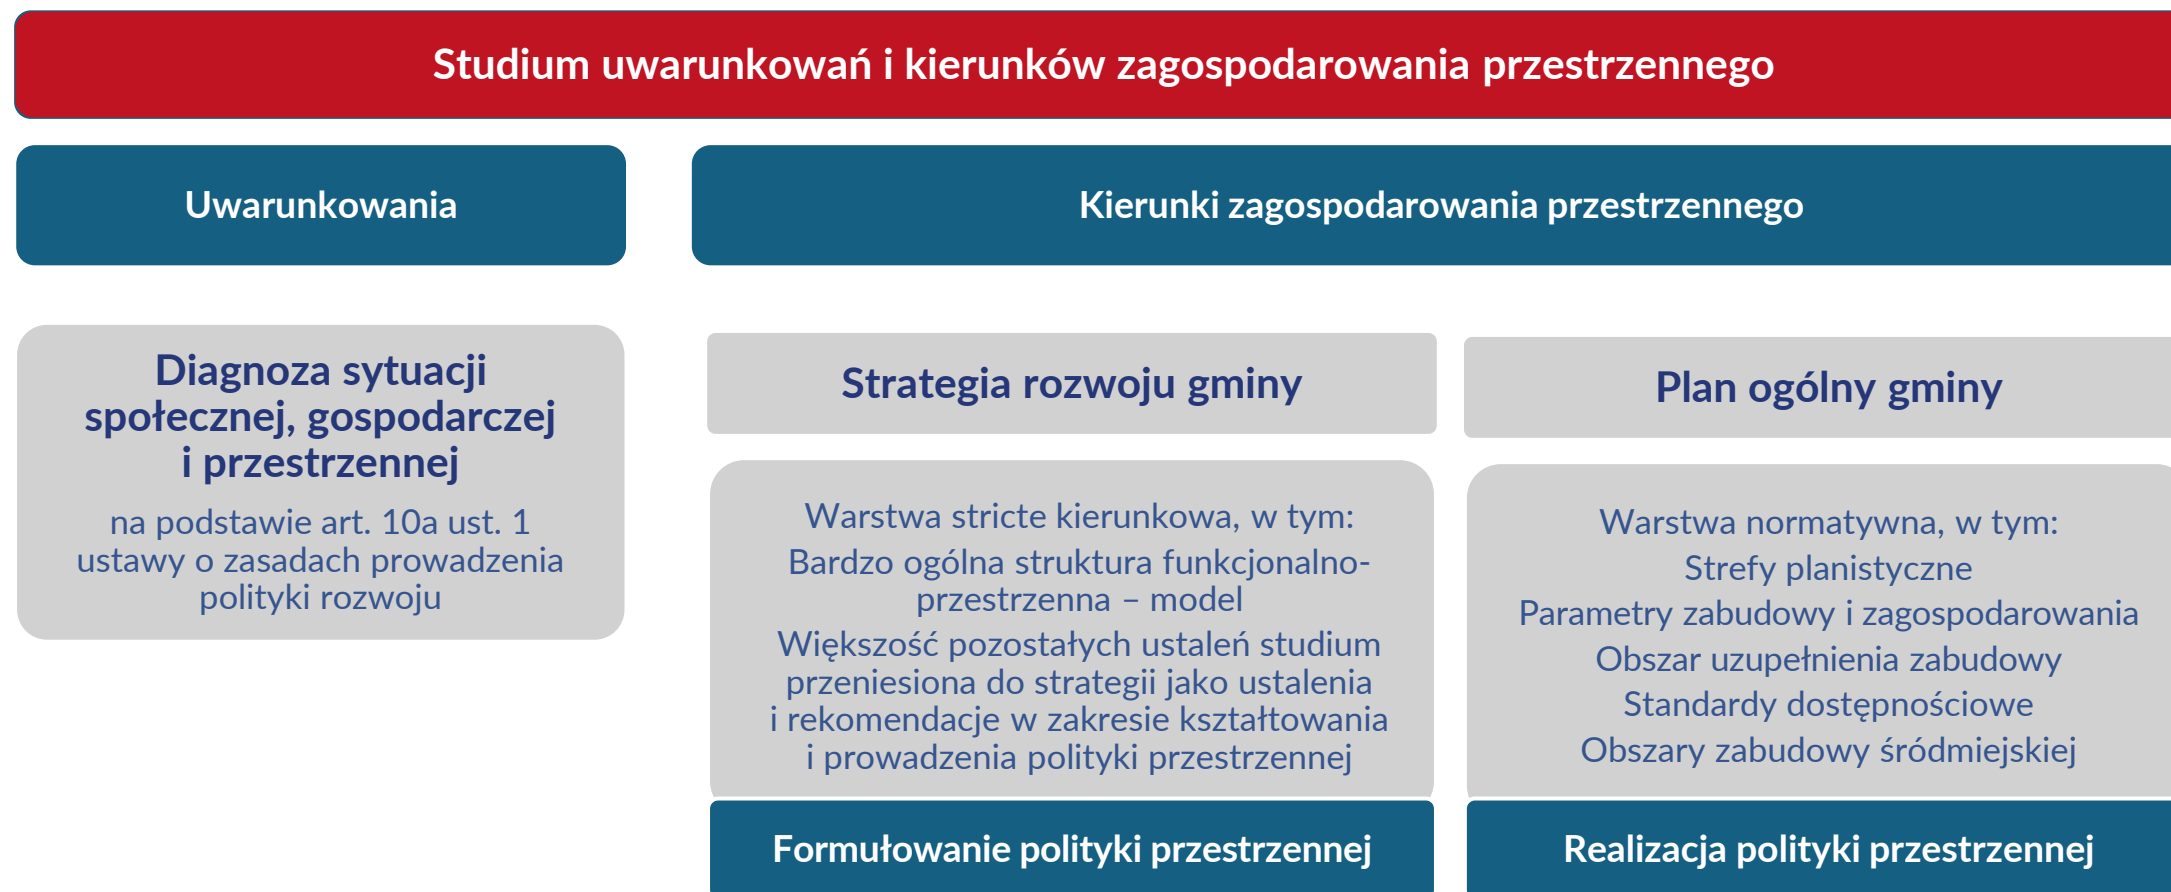 Studium uwarunkowań i kierunków zagospodarowania przestrzennego
Uwarunkowania
Kierunki zagospodarowania przestrzennego
Diagnoza sytuacji
społecznej, gospodarczej
i przestrzennej
na podstawie art. 10a ust. 1
ustawy o zasadach prowadzenia
polityki rozwoju
Strategia rozwoju gminy
Warstwa stricte kierunkowa, w tym:
Bardzo ogólna struktura funkcjonalno-
przestrzenna – model
Większość pozostałych ustaleń studium
przeniesiona do strategii jako ustalenia
i rekomendacje w zakresie kształtowania
i prowadzenia polityki przestrzennej
Formułowanie polityki przestrzennej
Plan ogólny gminy
Warstwa normatywna, w tym:
Strefy planistyczne
Parametry zabudowy i zagospodarowania
Obszar uzupełnienia zabudowy
Standardy dostępnościowe
Obszary zabudowy śródmiejskiej
Realizacja polityki przestrzennej